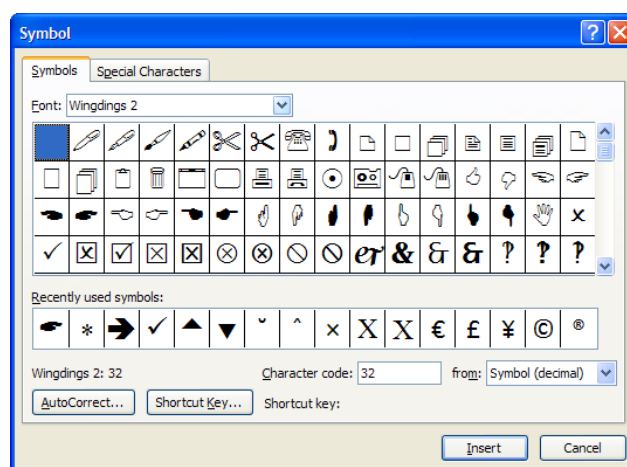 Symbol
Symbols Special Characters
Font: Wingdings 2
Recently used symbols:
* ✓ ▲ ▼ ˇ ˆ × X X € £ ¥ © ®
Wingdings 2: 32 Character code: 32 from: Symbol (decimal)
AutoCorrect... Shortcut Key... Shortcut key:
Insert Cancel